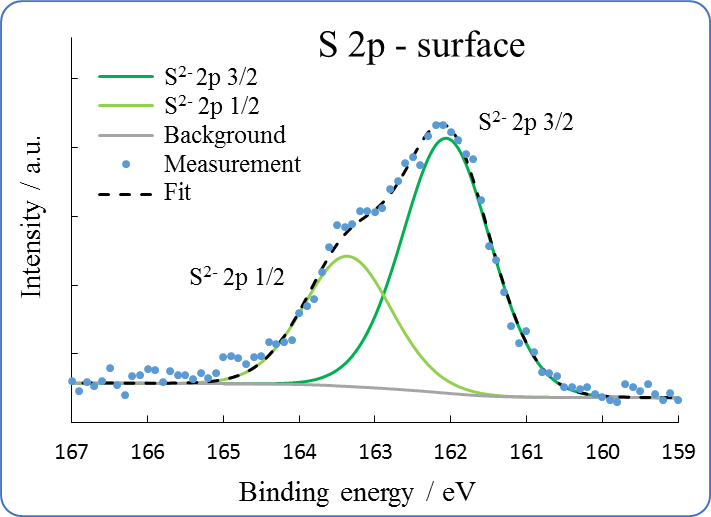 S 2p - surface
S²⁻ 2p 3/2
S²⁻ 2p 1/2
Background
Measurement
Fit
S²⁻ 2p 3/2
S²⁻ 2p 1/2
Intensity / a.u.
167 166 165 164 163 162 161 160 159
Binding energy / eV